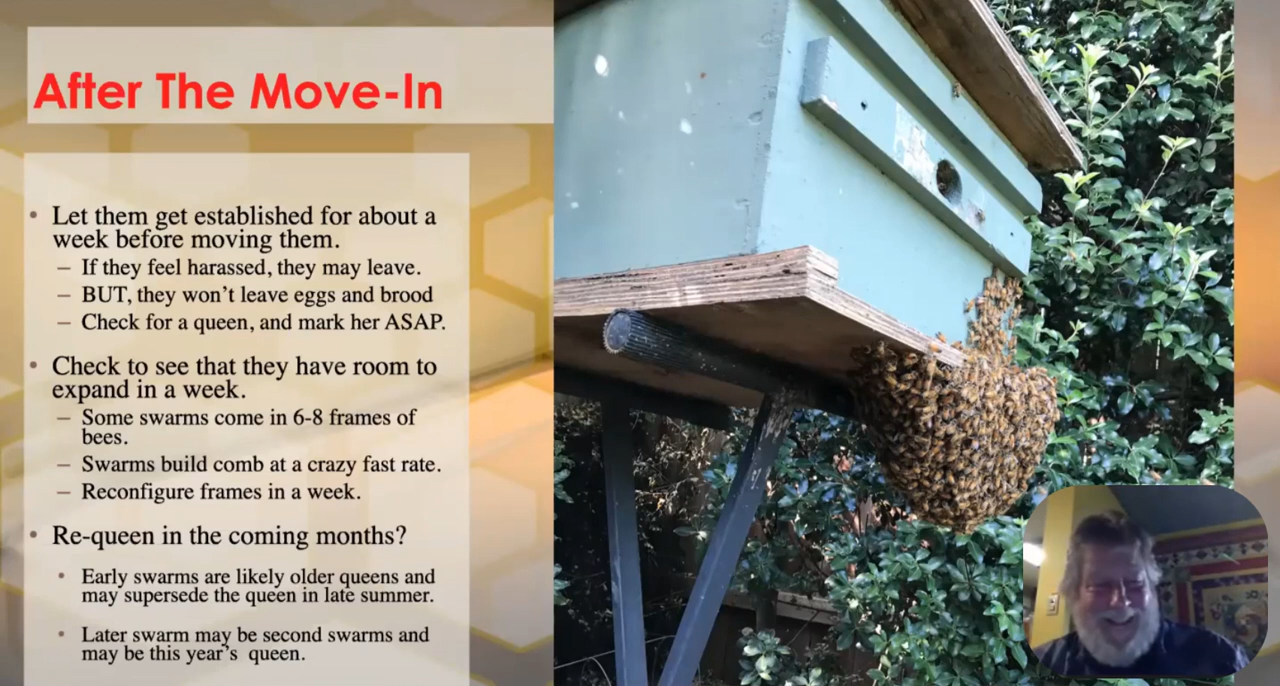 After The Move-In
• Let them get established for about a
week before moving them.
– If they feel harassed, they may leave.
– BUT, they won’t leave eggs and brood
– Check for a queen, and mark her ASAP.
• Check to see that they have room to
expand in a week.
– Some swarms come in 6-8 frames of
bees.
– Swarms build comb at a crazy fast rate.
– Reconfigure frames in a week.
• Re-queen in the coming months?
• Early swarms are likely older queens and
may supersede the queen in late summer.
• Later swarm may be second swarms and
may be this year’s queen.